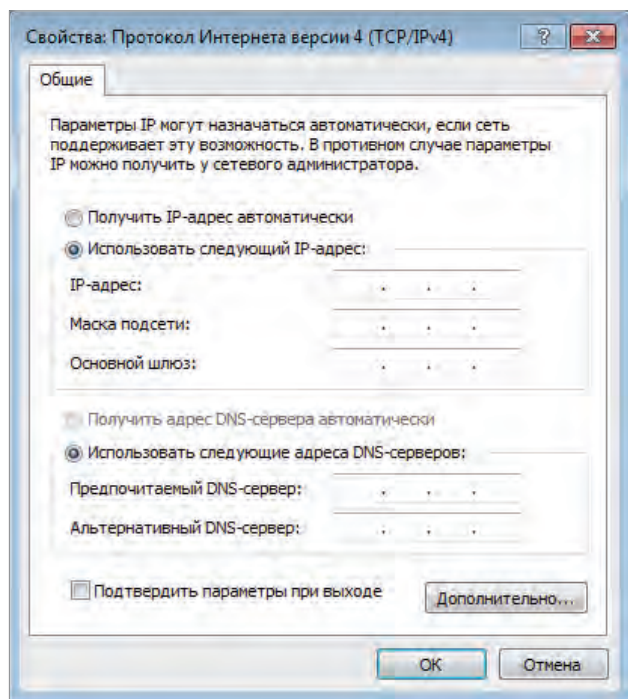 Свойства: Протокол Интернета версии 4 (TCP/IPv4)
Общие
Параметры IP могут назначаться автоматически, если сеть
поддерживает эту возможность. В противном случае параметры
IP можно получить у сетевого администратора.
Получить IP-адрес автоматически
Использовать следующий IP-адрес:
IP-адрес:
Маска подсети:
Основной шлюз:
Получить адрес DNS-сервера автоматически
Использовать следующие адреса DNS-серверов:
Предпочитаемый DNS-сервер:
Альтернативный DNS-сервер:
Подтвердить параметры при выходе
Дополнительно...
ОК
Отмена